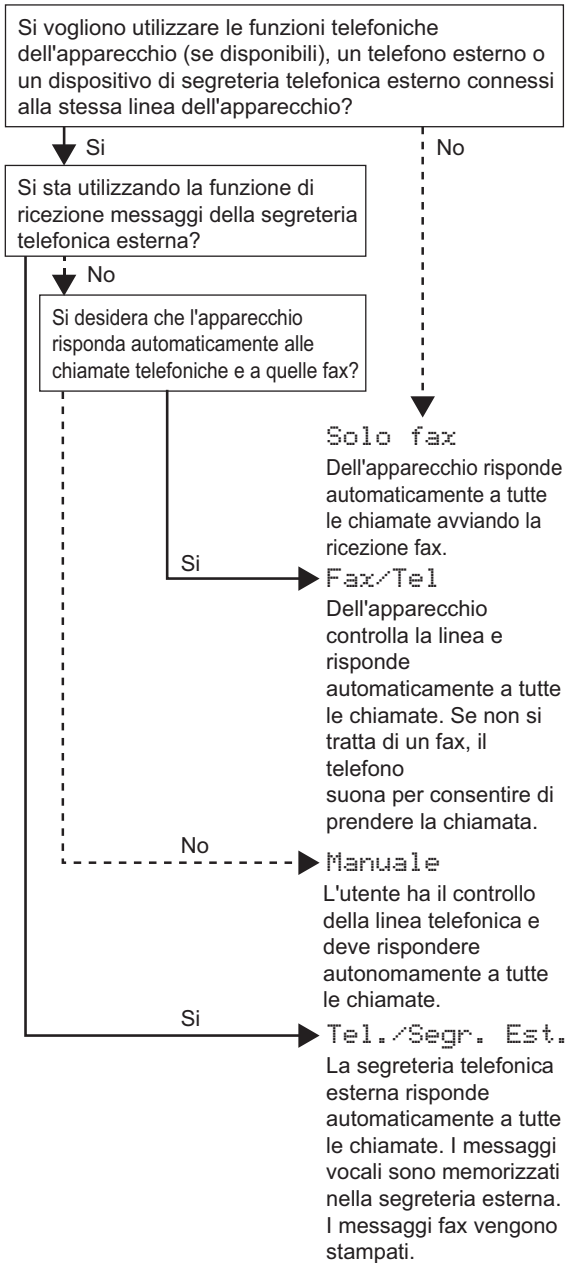 Si vogliono utilizzare le funzioni telefoniche
dell'apparecchio (se disponibili), un telefono esterno o
un dispositivo di segreteria telefonica esterno connessi
alla stessa linea dell'apparecchio?
Si
No
Si sta utilizzando la funzione di
ricezione messaggi della segreteria
telefonica esterna?
No
Si desidera che l'apparecchio
risponda automaticamente alle
chiamate telefoniche e a quelle fax?
Solo fax
Dell'apparecchio risponde
automaticamente a tutte
le chiamate avviando la
ricezione fax.
Si
Fax/Tel
Dell'apparecchio
controlla la linea e
risponde
automaticamente a tutte
le chiamate. Se non si
tratta di un fax, il
telefono
suona per consentire di
prendere la chiamata.
No
Manuale
L'utente ha il controllo
della linea telefonica e
deve rispondere
autonomamente a tutte
le chiamate.
Si
Tel./Segr. Est.
La segreteria telefonica
esterna risponde
automaticamente a tutte
le chiamate. I messaggi
vocali sono memorizzati
nella segreteria esterna.
I messaggi fax vengono
stampati.